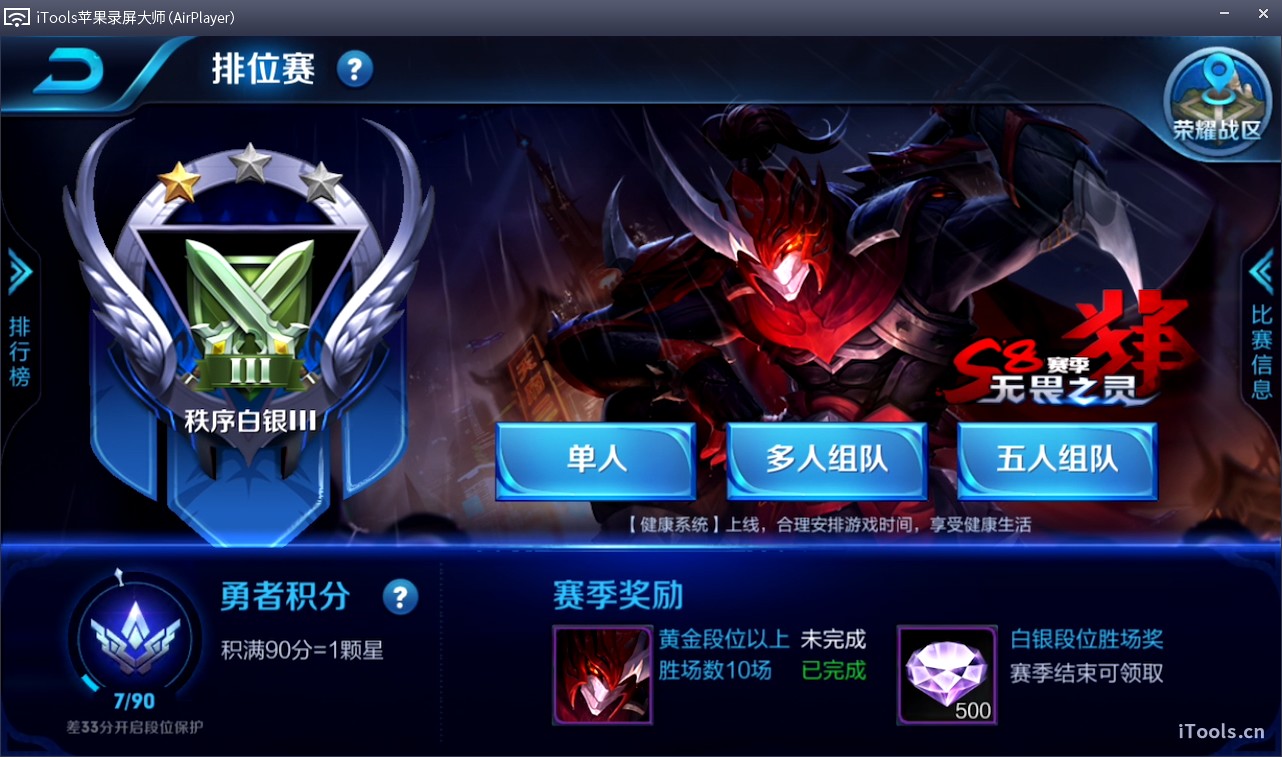 iTools苹果录屏大师(AirPlayer)
排位赛 ?
荣耀战区
排行榜
III
秩序白银III
S8赛季
无畏之灵
比赛信息
单人
多人组队
五人组队
【健康系统】上线，合理安排游戏时间，享受健康生活
勇者积分 ?
积满90分=1颗星
7/90
差33分开启段位保护
赛季奖励
黄金段位以上 未完成
胜场数10场 已完成
500
白银段位胜场奖
赛季结束可领取
iTools.cn